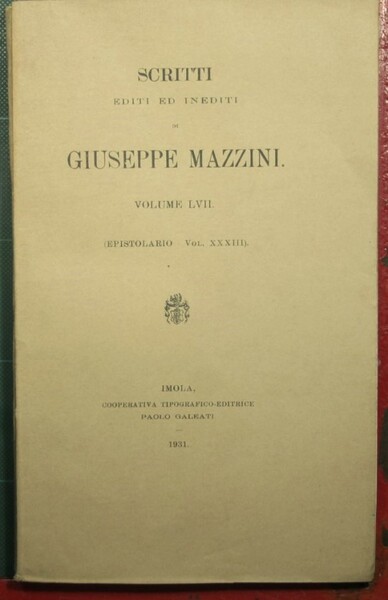 SCRITTI
EDITI ED INEDITI
DI
GIUSEPPE MAZZINI.
VOLUME LVII.
(EPISTOLARIO VOL. XXXIII).
IMOLA,
COOPERATIVA TIPOGRAFICO-EDITRICE
PAOLO GALEATI
1931.